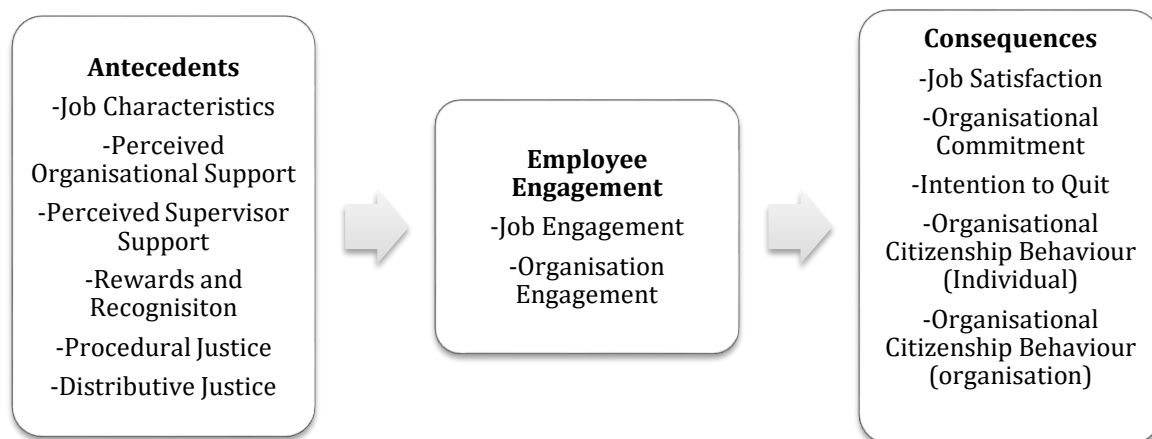 Antecedents
-Job Characteristics
-Perceived
Organisational Support
-Perceived Supervisor
Support
-Rewards and
Recognisiton
-Procedural Justice
-Distributive Justice
Employee
Engagement
-Job Engagement
-Organisation
Engagement
Consequences
-Job Satisfaction
-Organisational
Commitment
-Intention to Quit
-Organisational
Citizenship Behaviour
(Individual)
-Organisational
Citizenship Behaviour
(organisation)